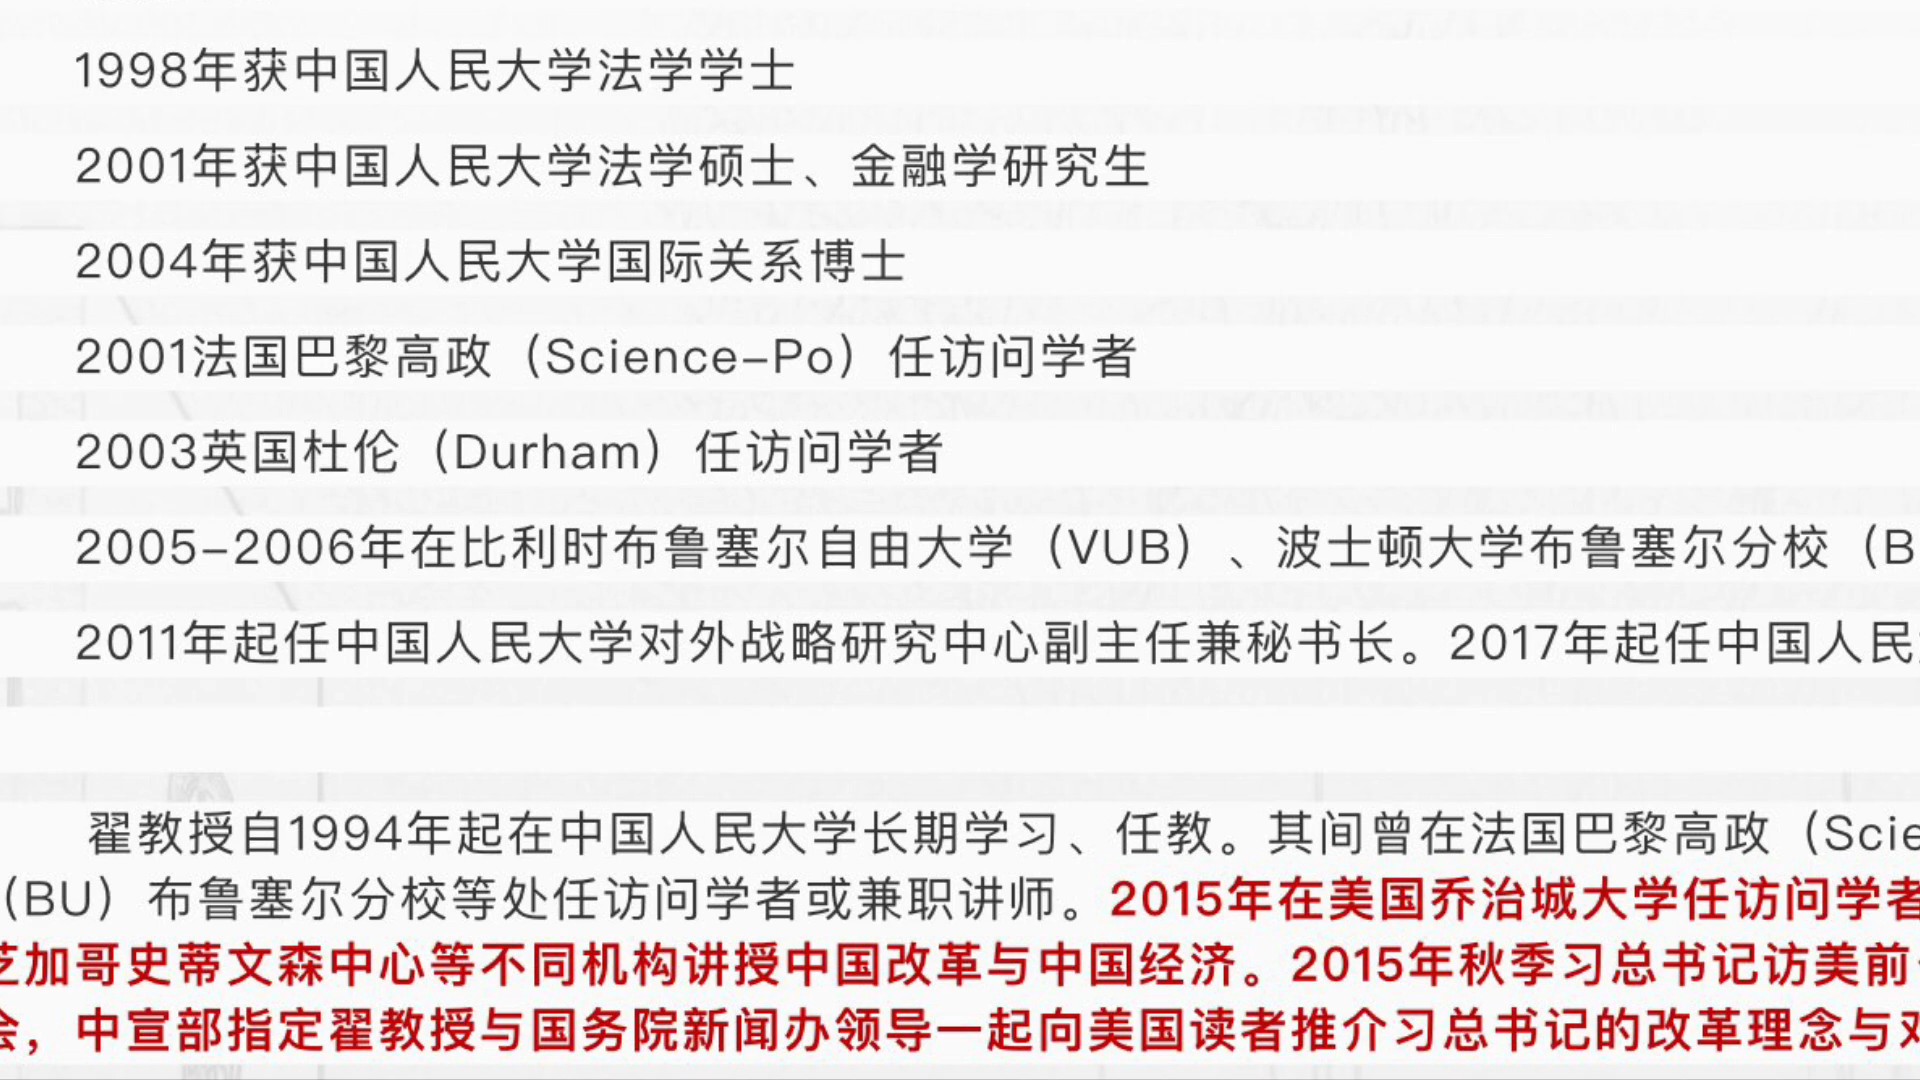 1998年获中国人民大学法学学士
2001年获中国人民大学法学硕士、金融学研究生
2004年获中国人民大学国际关系博士
2001法国巴黎高政（Science-Po）任访问学者
2003英国杜伦（Durham）任访问学者
2005-2006年在比利时布鲁塞尔自由大学（VUB）、波士顿大学布鲁塞尔分校（B
2011年起任中国人民大学对外战略研究中心副主任兼秘书长。2017年起任中国人民
翟教授自1994年起在中国人民大学长期学习、任教。其间曾在法国巴黎高政（Scie
（BU）布鲁塞尔分校等处任访问学者或兼职讲师。2015年在美国乔治城大学任访问学者
芝加哥史蒂文森中心等不同机构讲授中国改革与中国经济。2015年秋季习总书记访美前
会，中宣部指定翟教授与国务院新闻办领导一起向美国读者推介习总书记的改革理念与